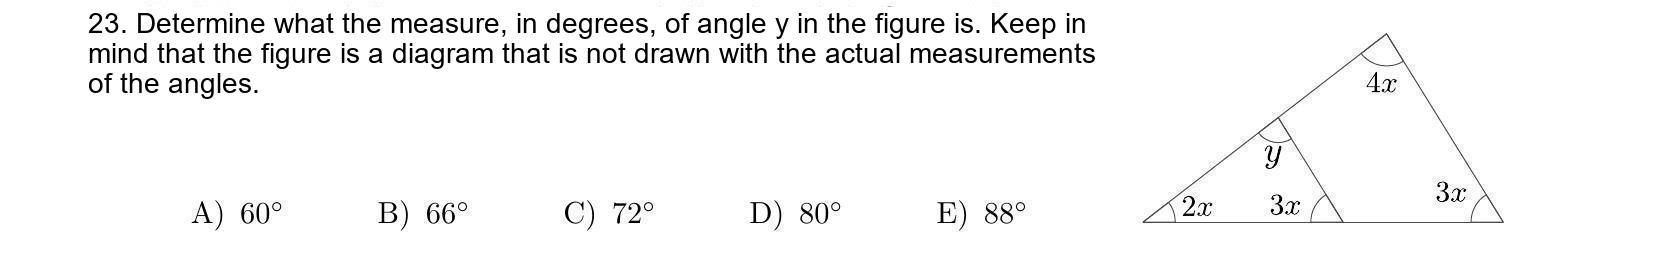 23. Determine what the measure, in degrees, of angle y in the figure is. Keep in
mind that the figure is a diagram that is not drawn with the actual measurements
of the angles.
4x
y
2x
3x
3x
A) 60° B) 66° C) 72° D) 80° E) 88°